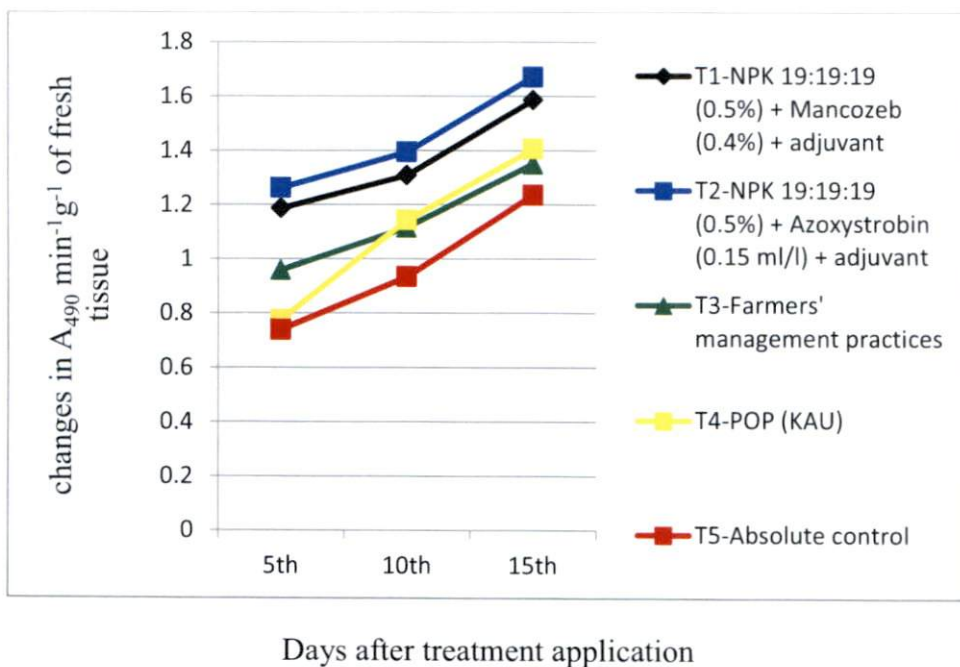 changes in A490 min-1g-1 of fresh
tissue
1.8
1.6
1.4
1.2
1
0.8
0.6
0.4
0.2
0
5th 10th 15th
T1-NPK 19:19:19
(0.5%) + Mancozeb
(0.4%) + adjuvant
T2-NPK 19:19:19
(0.5%) + Azoxystrobin
(0.15 ml/l) + adjuvant
T3-Farmers'
management practices
T4-POP (KAU)
T5-Absolute control
Days after treatment application